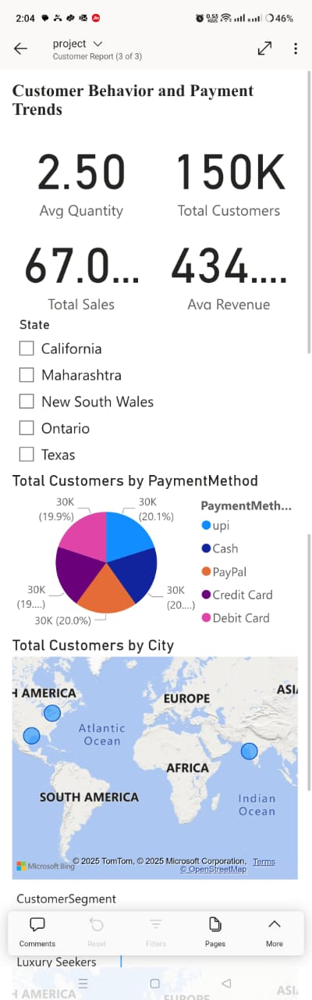 2:04
0.53 KB/s
46%
project
Customer Report (3 of 3)
Customer Behavior and Payment
Trends
2.50
150K
Avg Quantity
Total Customers
67.0...
434....
Total Sales
Avg Revenue
State
California
Maharashtra
New South Wales
Ontario
Texas
Total Customers by PaymentMethod
30K
(19.9%)
30K
(20.1%)
PaymentMeth...
upi
Cash
PayPal
Credit Card
Debit Card
30K
(19....)
30K
(20....)
30K (20.0%)
Total Customers by City
H AMERICA
EUROPE
ASI
Atlantic
Ocean
AFRICA
SOUTH AMERICA
Indian
Ocean
Microsoft Bing
© 2025 TomTom, © 2025 Microsoft Corporation, Terms
© OpenStreetMap
CustomerSegment
Comments
Reset
Filters
Pages
More
Luxury Seekers
H AMERICA
EUROPE
ASI